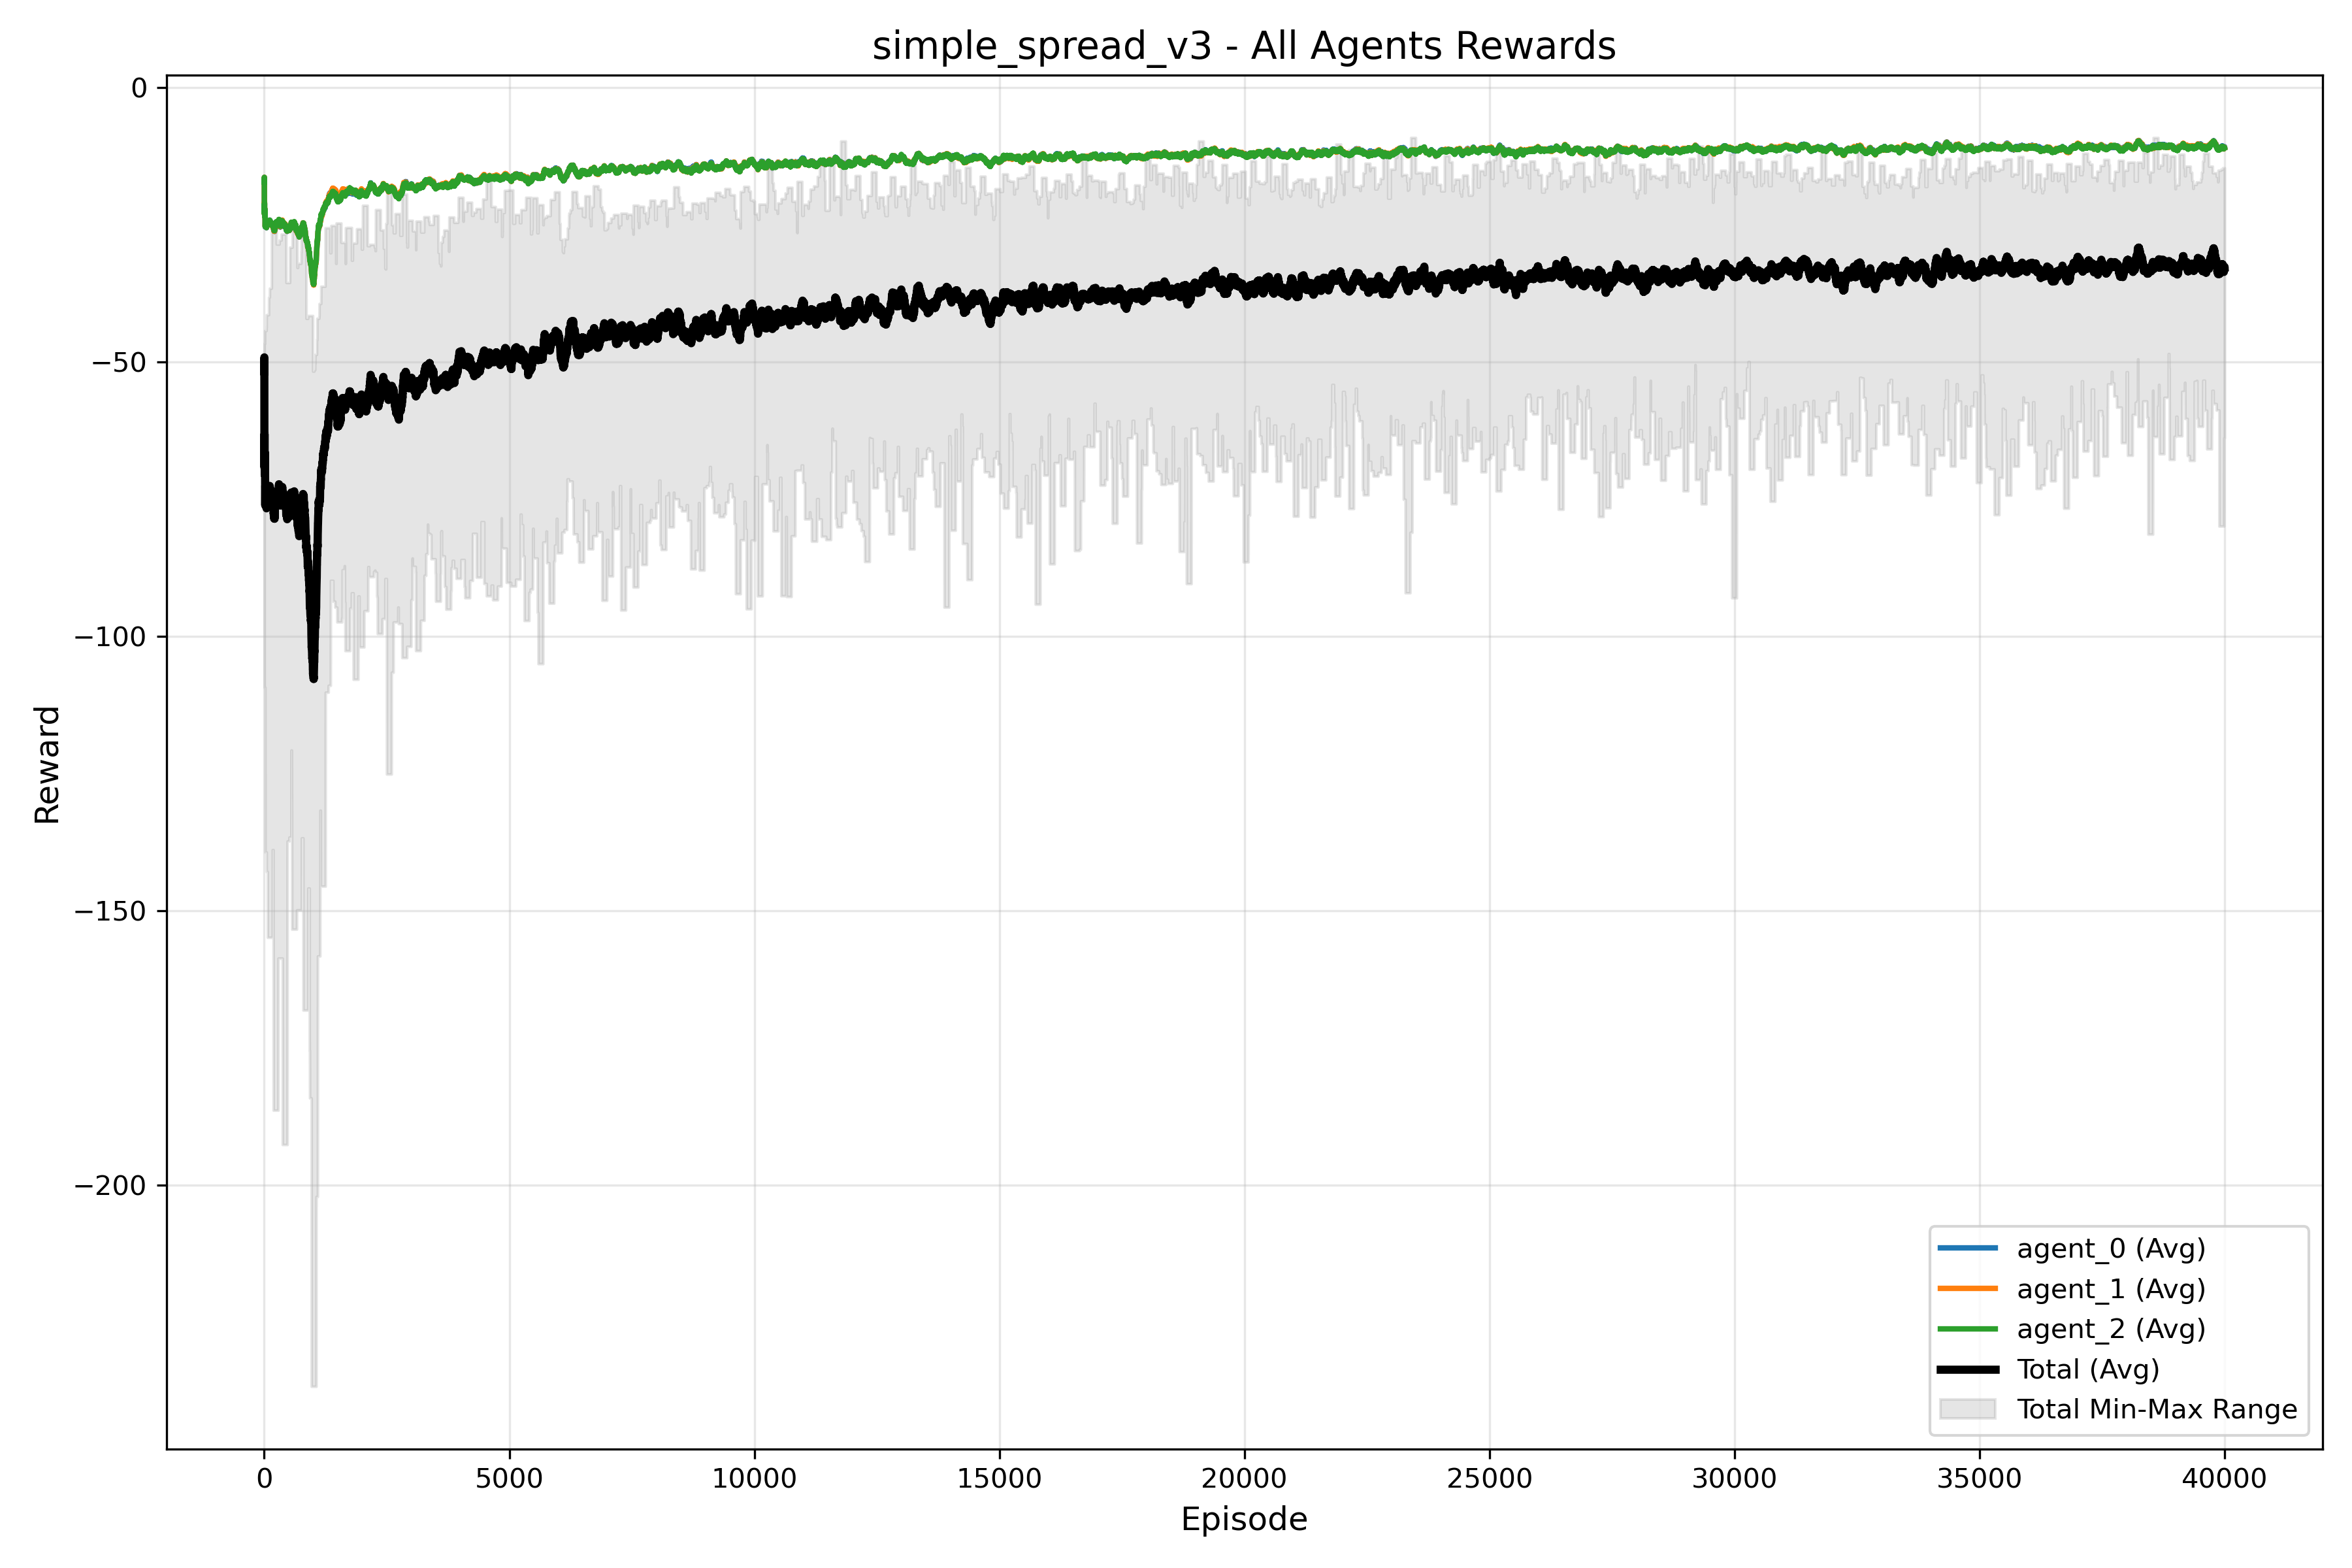 simple_spread_v3 - All Agents Rewards
0
−50
−100
−150
−200
Reward
0 5000 10000 15000 20000 25000 30000 35000 40000
Episode
agent_0 (Avg)
agent_1 (Avg)
agent_2 (Avg)
Total (Avg)
Total Min-Max Range